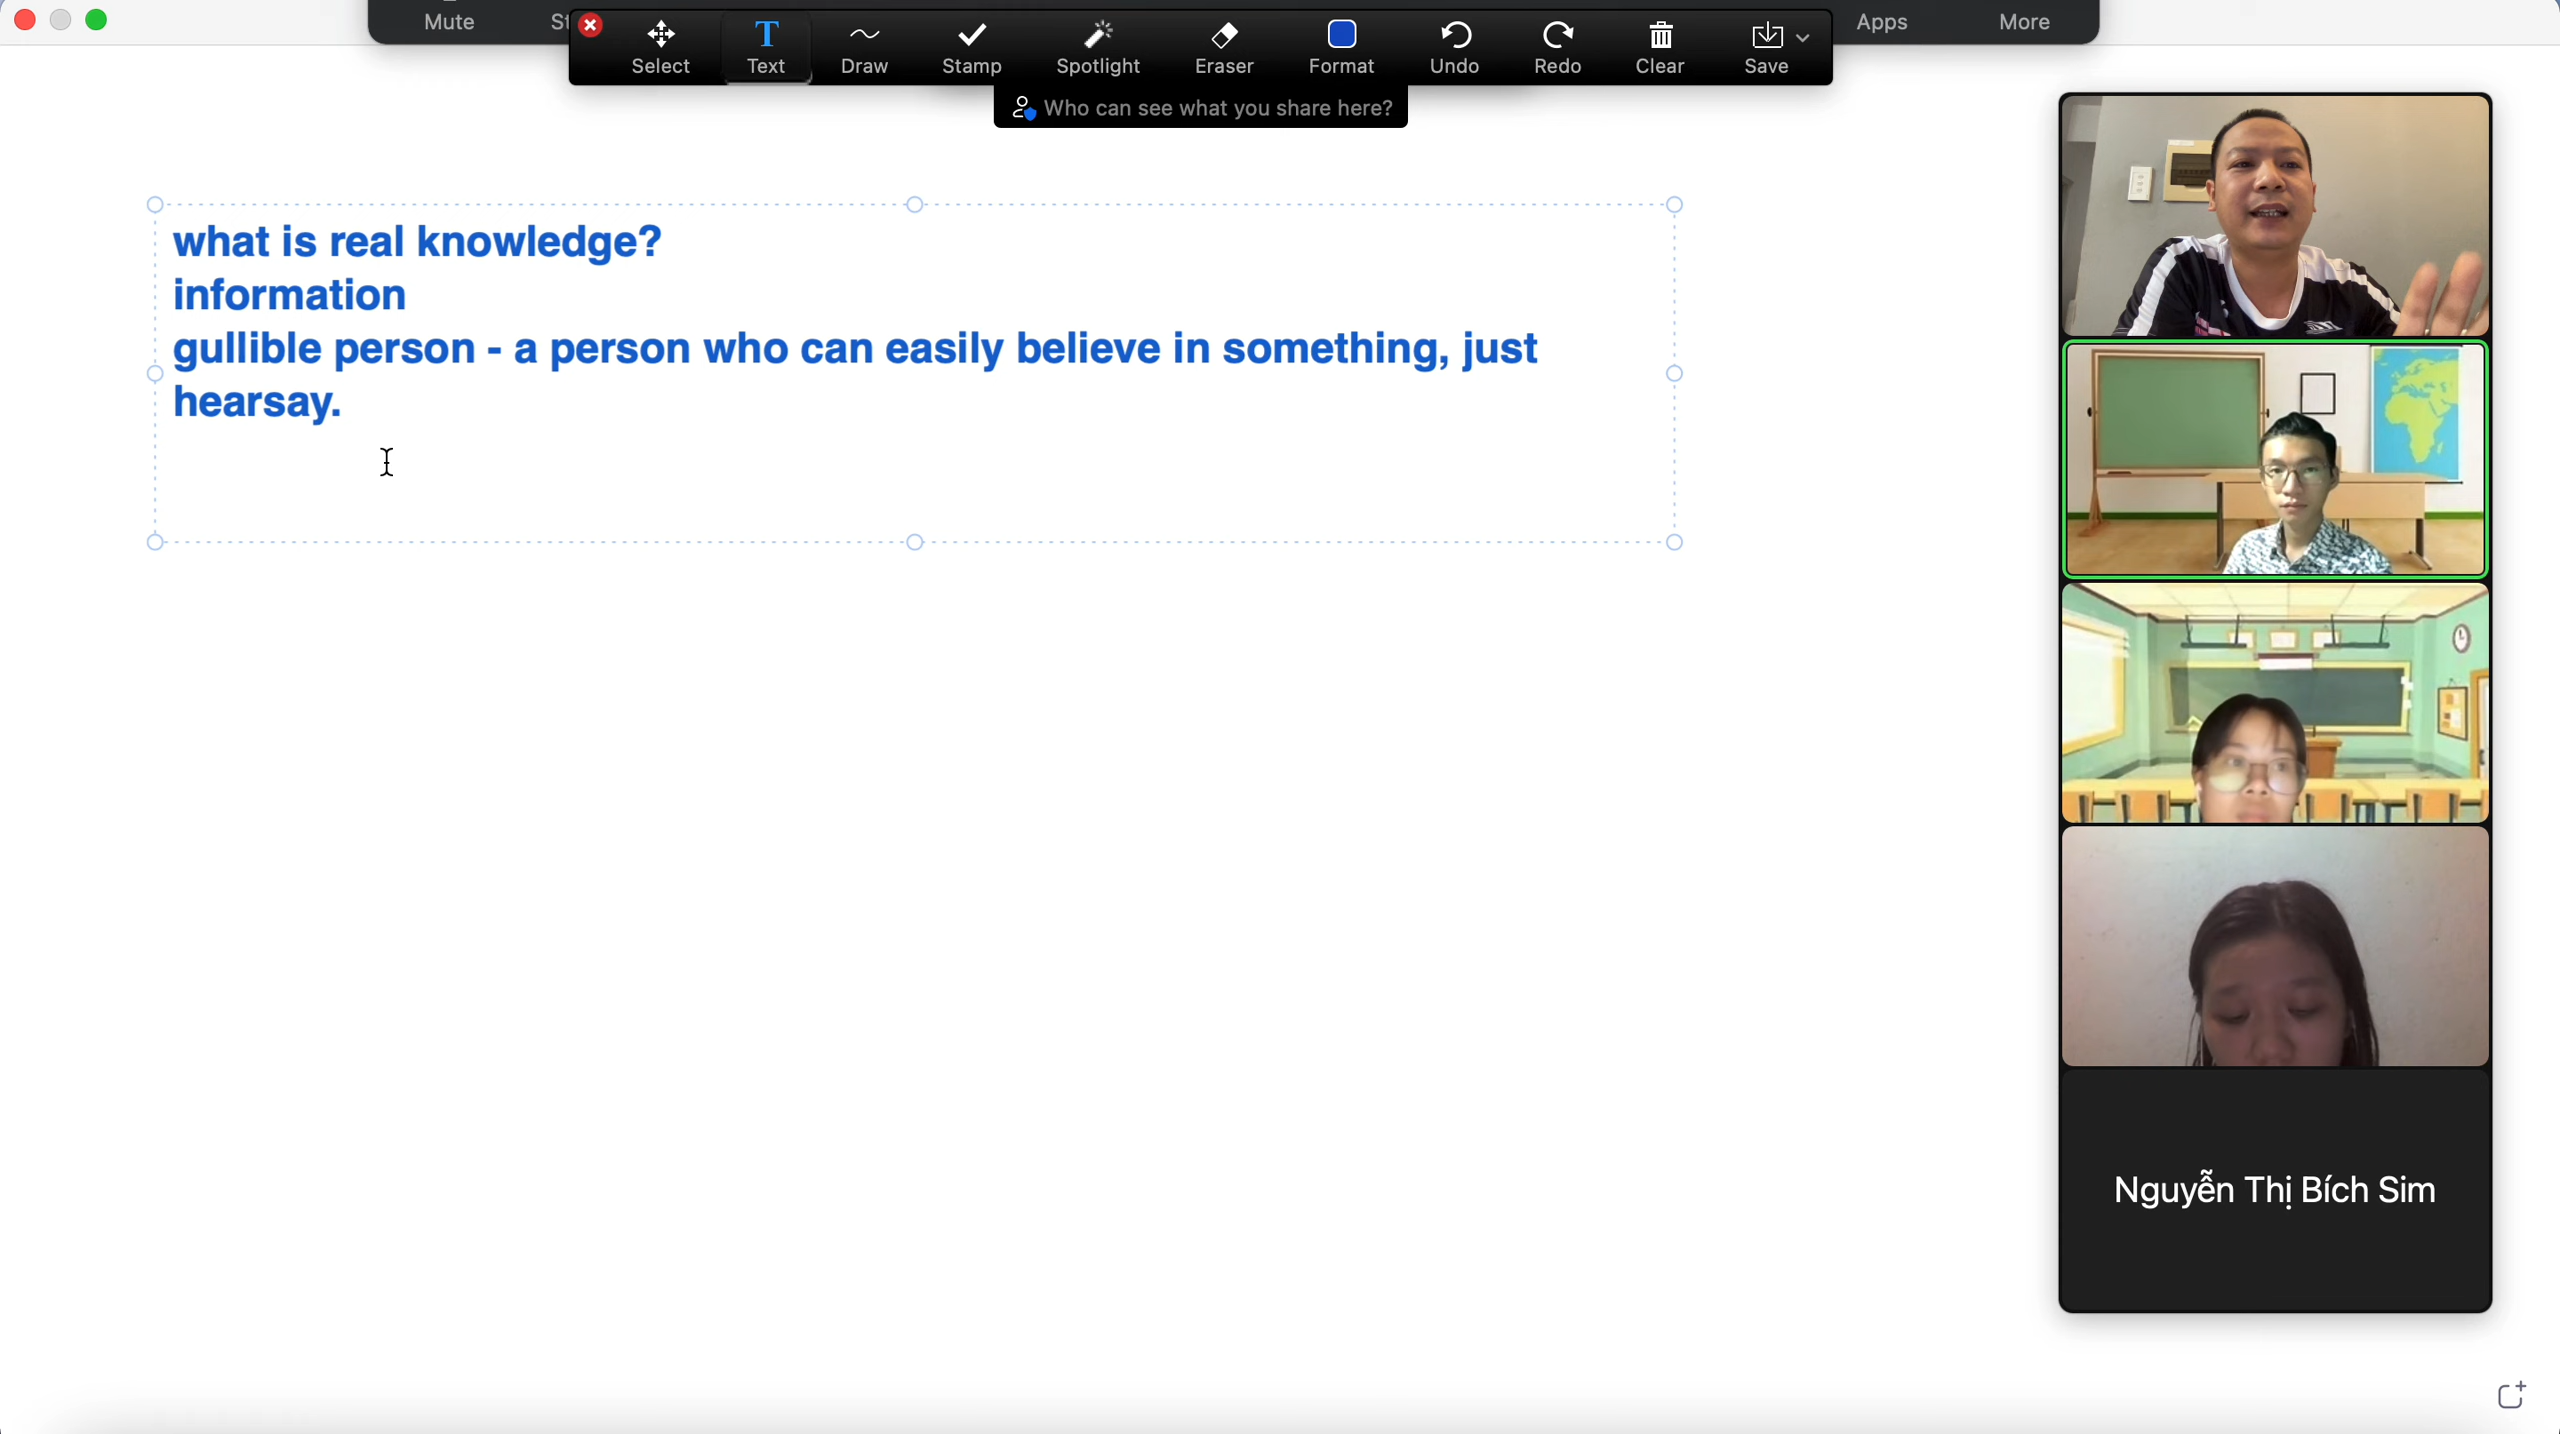 Mute
Select
Text
Draw
Stamp
Spotlight
Eraser
Format
Undo
Redo
Clear
Save
Apps
More
Who can see what you share here?
what is real knowledge?
information
gullible person - a person who can easily believe in something, just
hearsay.
Nguyễn Thị Bích Sim